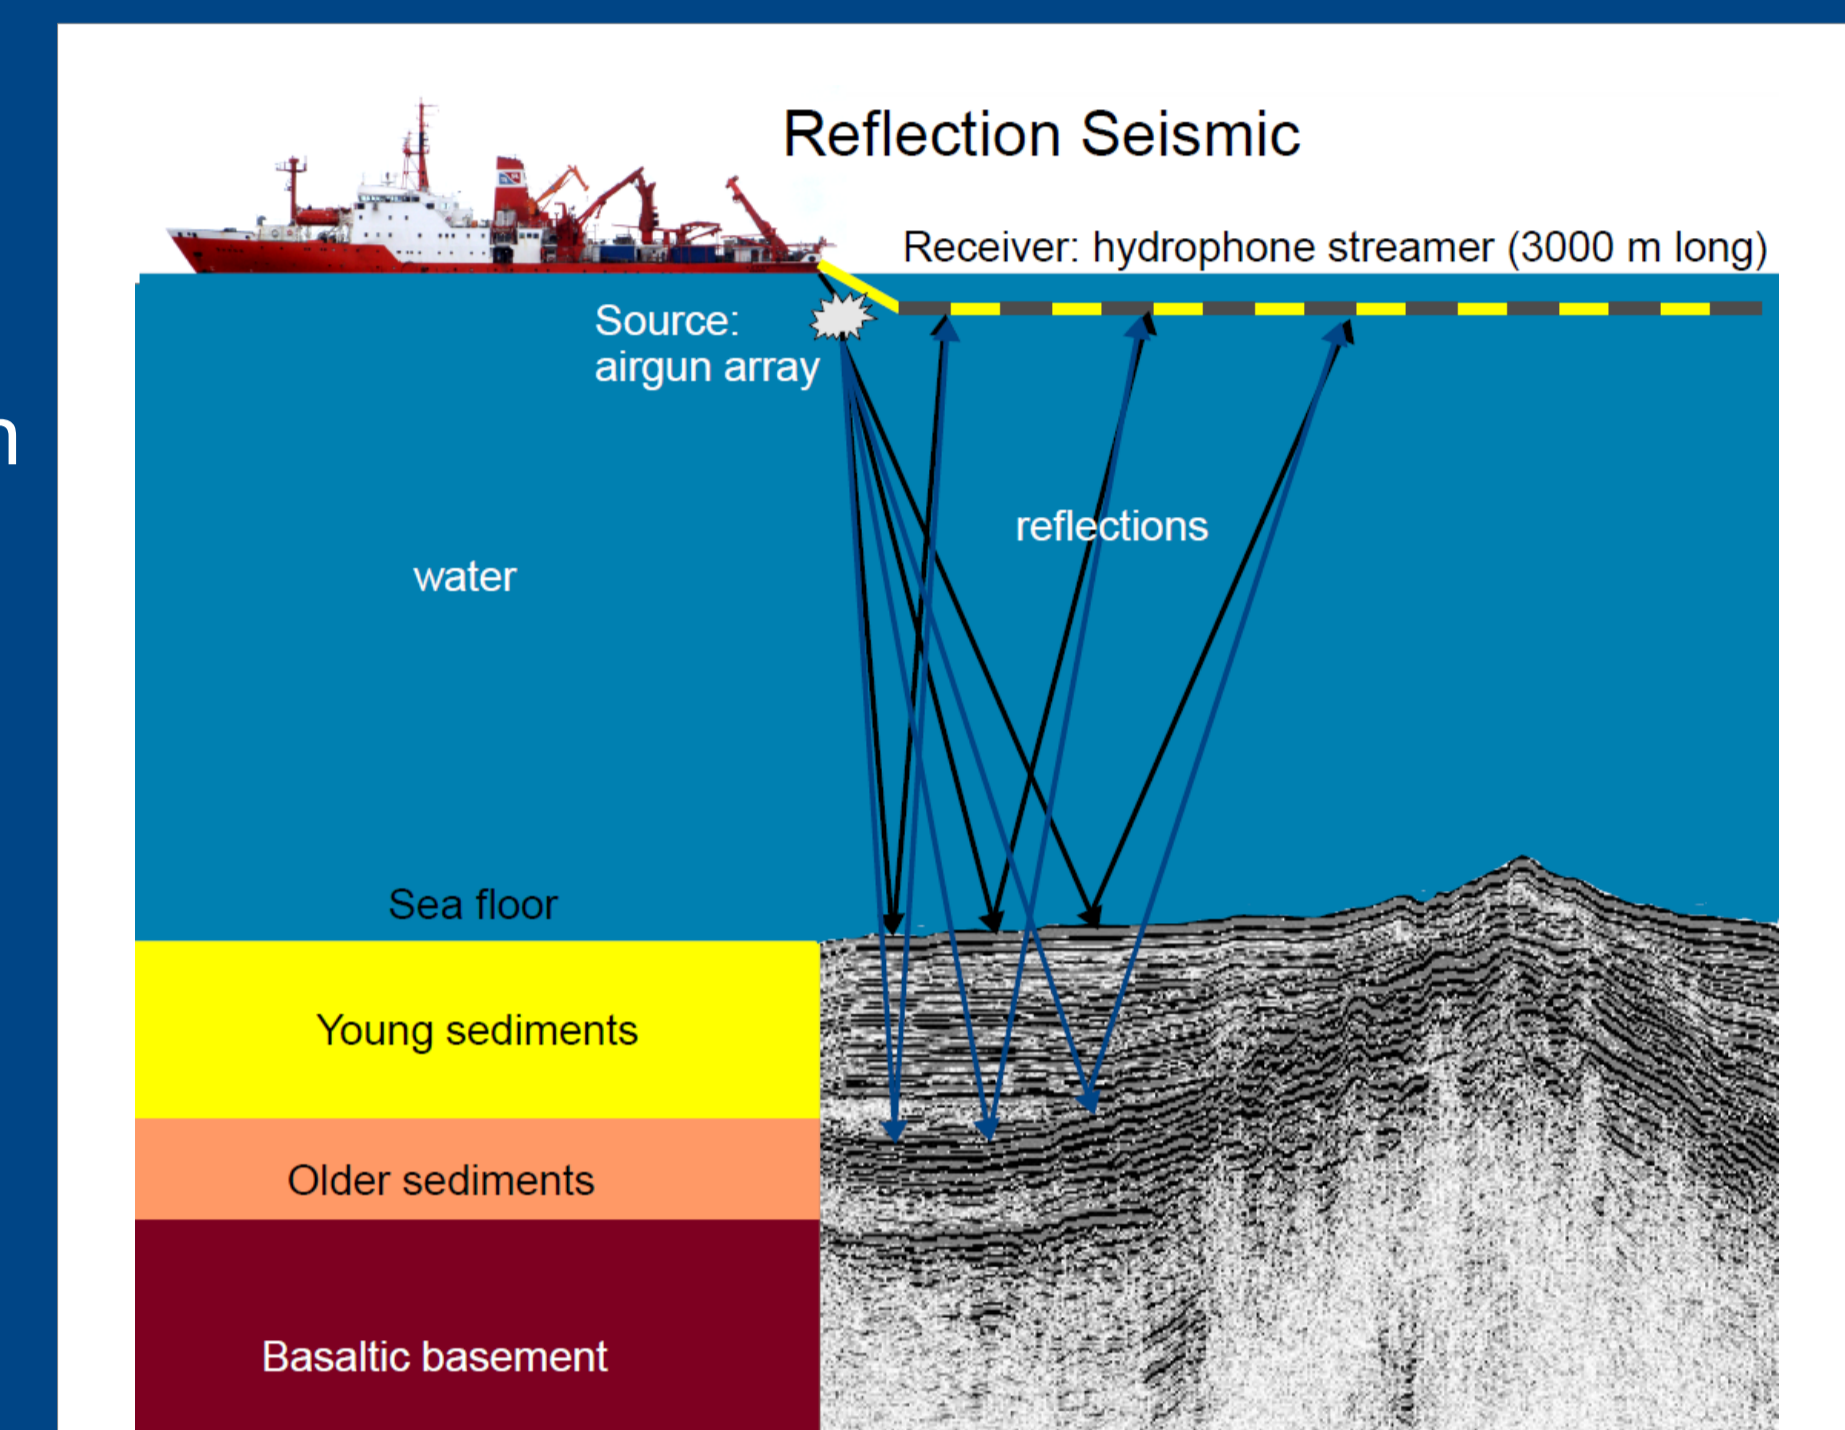 n
Reflection Seismic
Receiver: hydrophone streamer (3000 m long)
Source:
airgun array
reflections
water
Sea floor
Young sediments
Older sediments
Basaltic basement